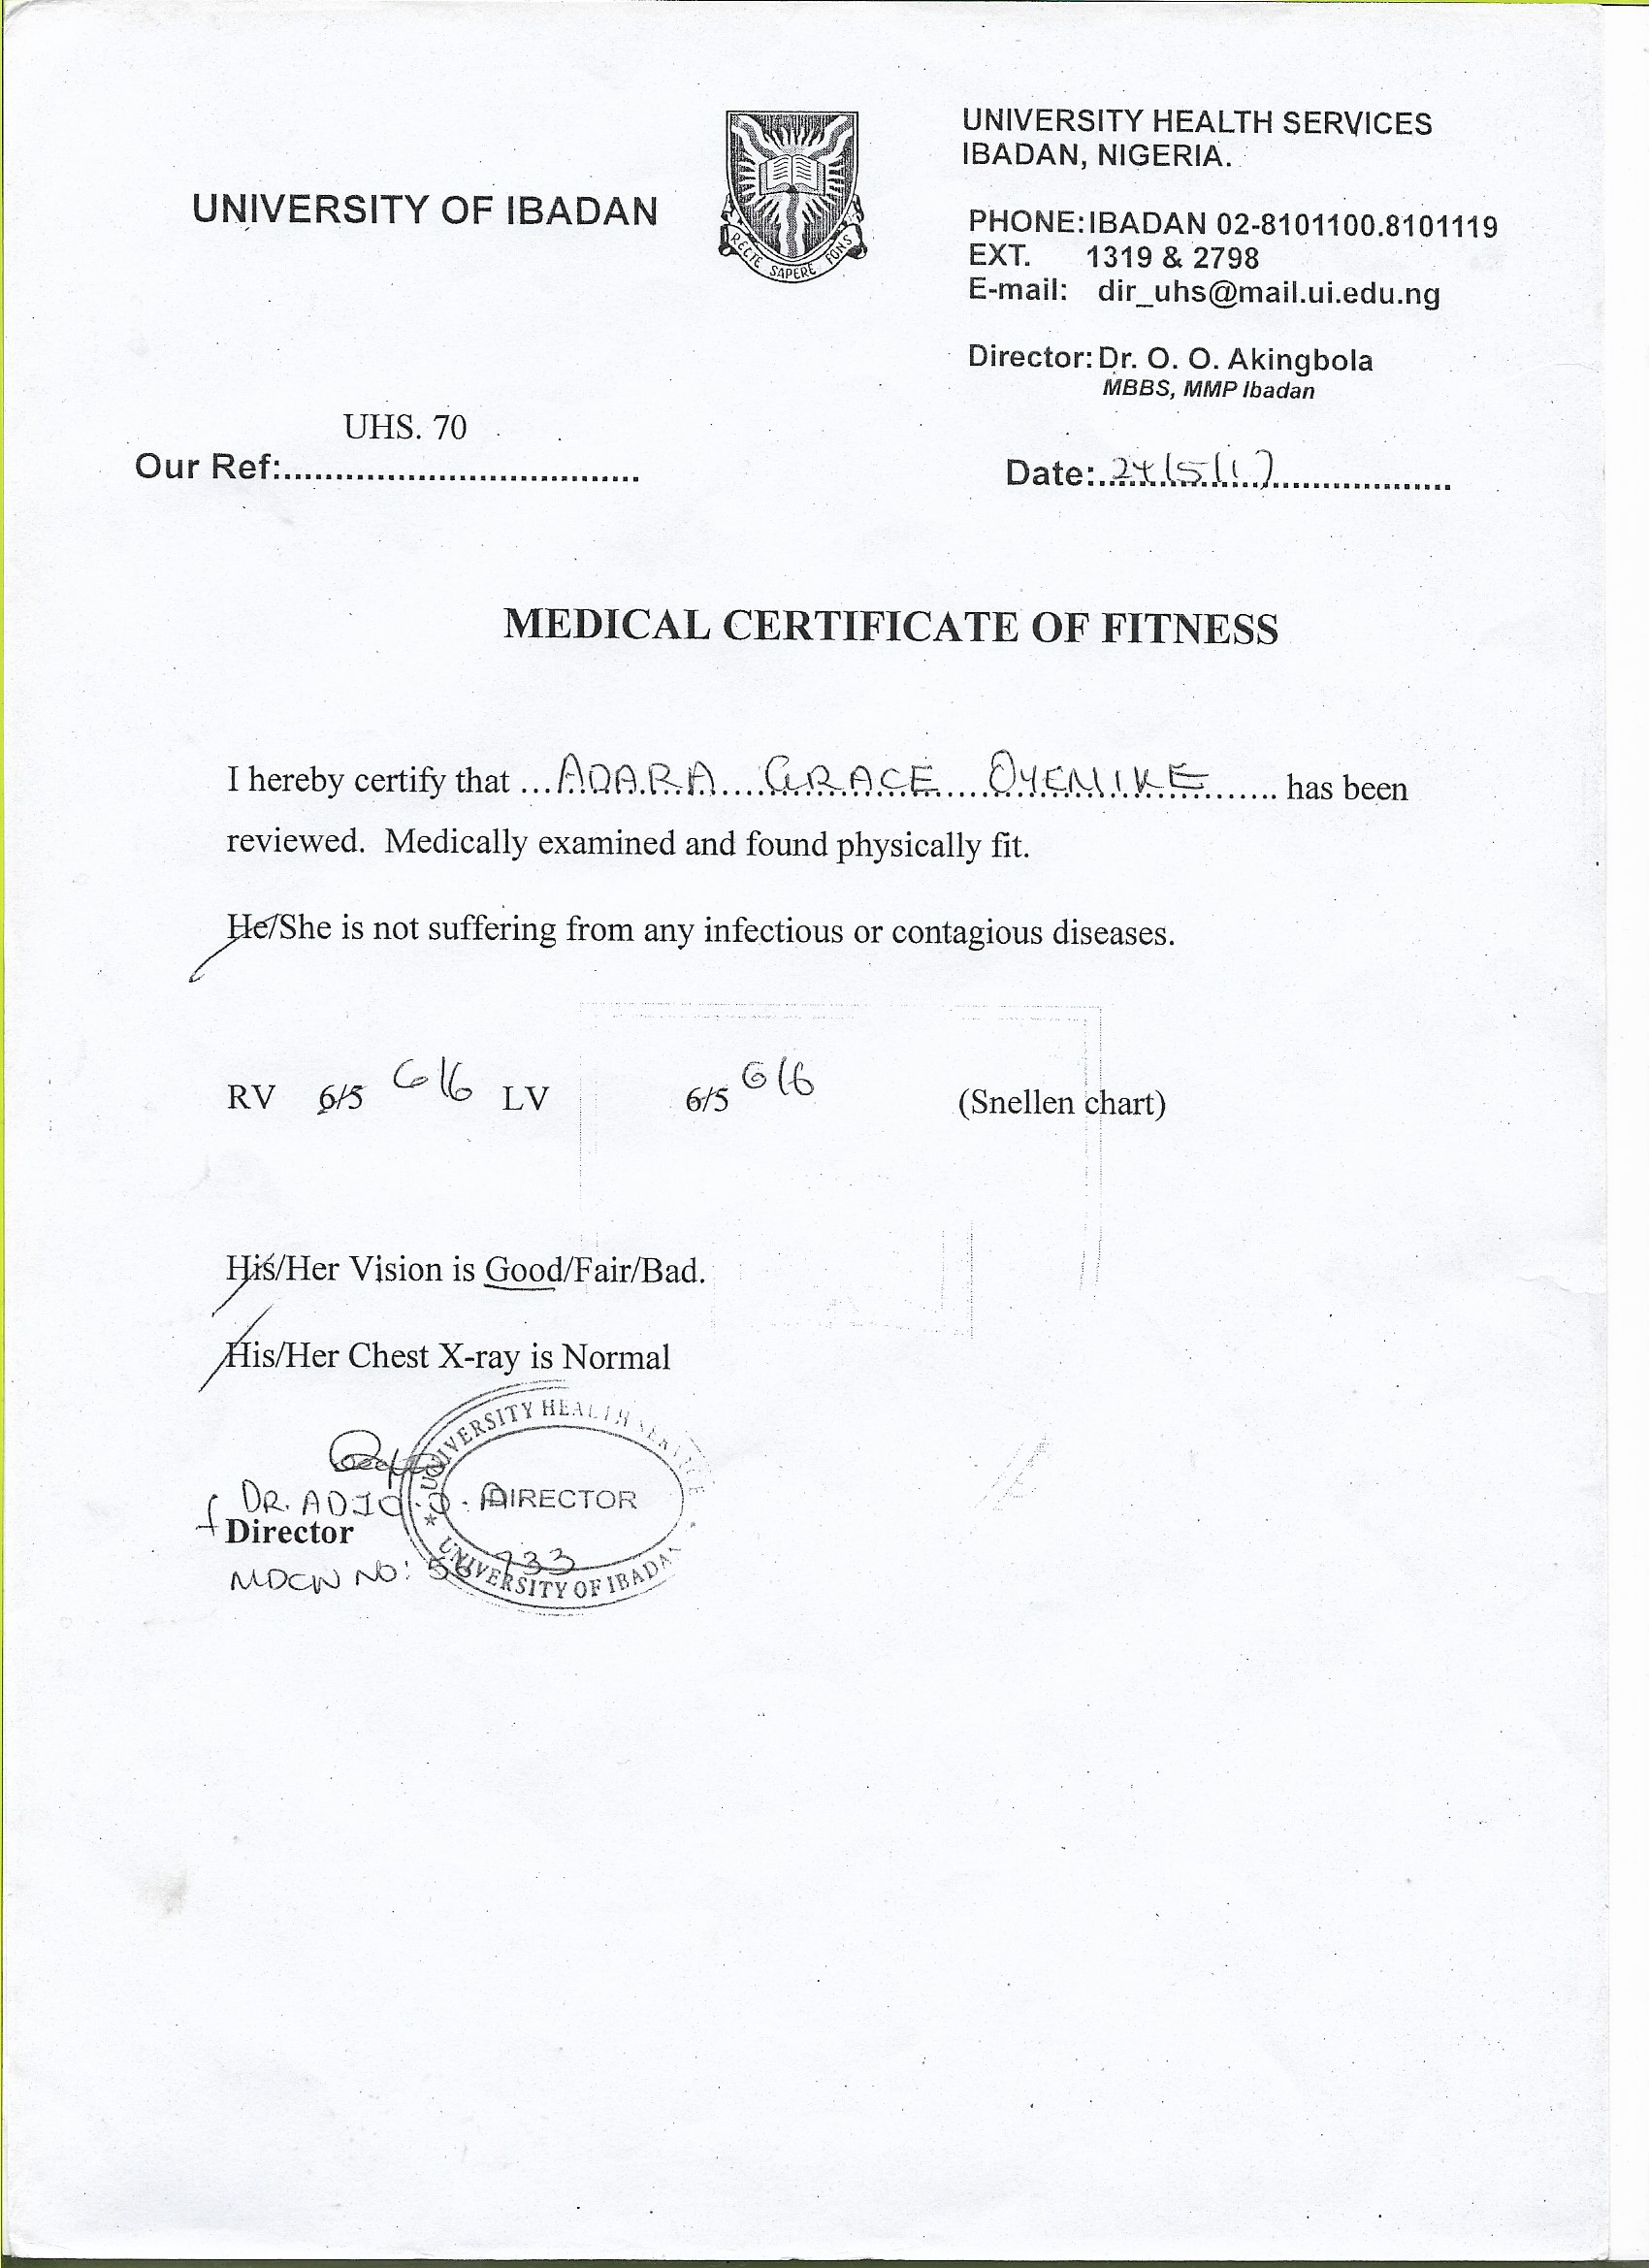 UNIVERSITY OF IBADAN
RECTE SAPERE FONS
UNIVERSITY HEALTH SERVICES
IBADAN, NIGERIA.
PHONE: IBADAN 02-8101100.8101119
EXT. 1319 & 2798
E-mail: dir_uhs@mail.ui.edu.ng
Director: Dr. O. O. Akingbola
MBBS, MMP Ibadan
UHS. 70
Our Ref:..................................
Date:..24/5/17..................
MEDICAL CERTIFICATE OF FITNESS
I hereby certify that ...ADARA GRACE OYENIKE....... has been
reviewed. Medically examined and found physically fit.
He/She is not suffering from any infectious or contagious diseases.
RV 6/5 6/6 LV 6/5 6/6 (Snellen chart)
His/Her Vision is Good/Fair/Bad.
His/Her Chest X-ray is Normal
UNIVERSITY HEALTH SERVICE
DR. DIRECTOR
Director
MDCN NO:
UNIVERSITY OF IBADAN